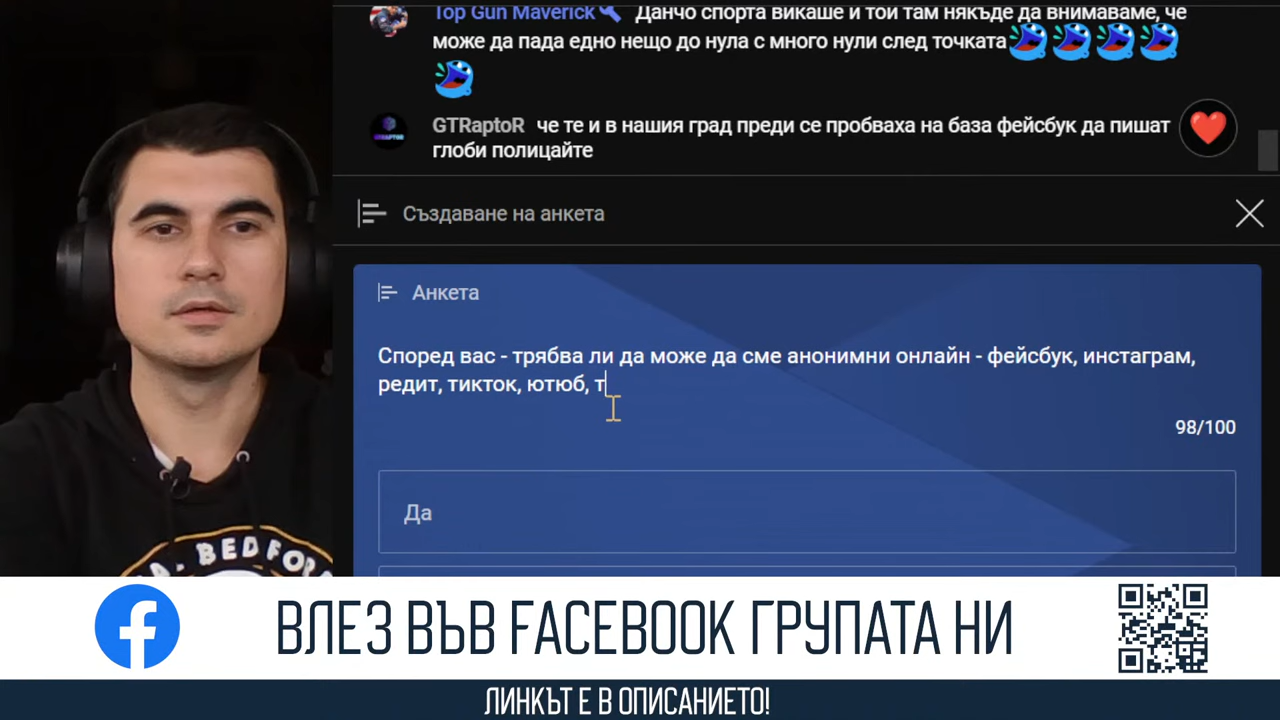 Top Gun Maverick Данчо спорта викаше и той там някъде да внимаваме, че
може да пада едно нещо до нула с много нули след точката
GTRaptoR че те и в нашия град преди се пробваха на база фейсбук да пишат
глоби полицайте
Създаване на анкета
Анкета
Според вас - трябва ли да може да сме анонимни онлайн - фейсбук, инстаграм,
редит, тикток, ютюб, т
98/100
Да
BEDFOR
ВЛЕЗ ВЪВ FACEBOOK ГРУПАТА НИ
ЛИНКЪТ Е В ОПИСАНИЕТО!